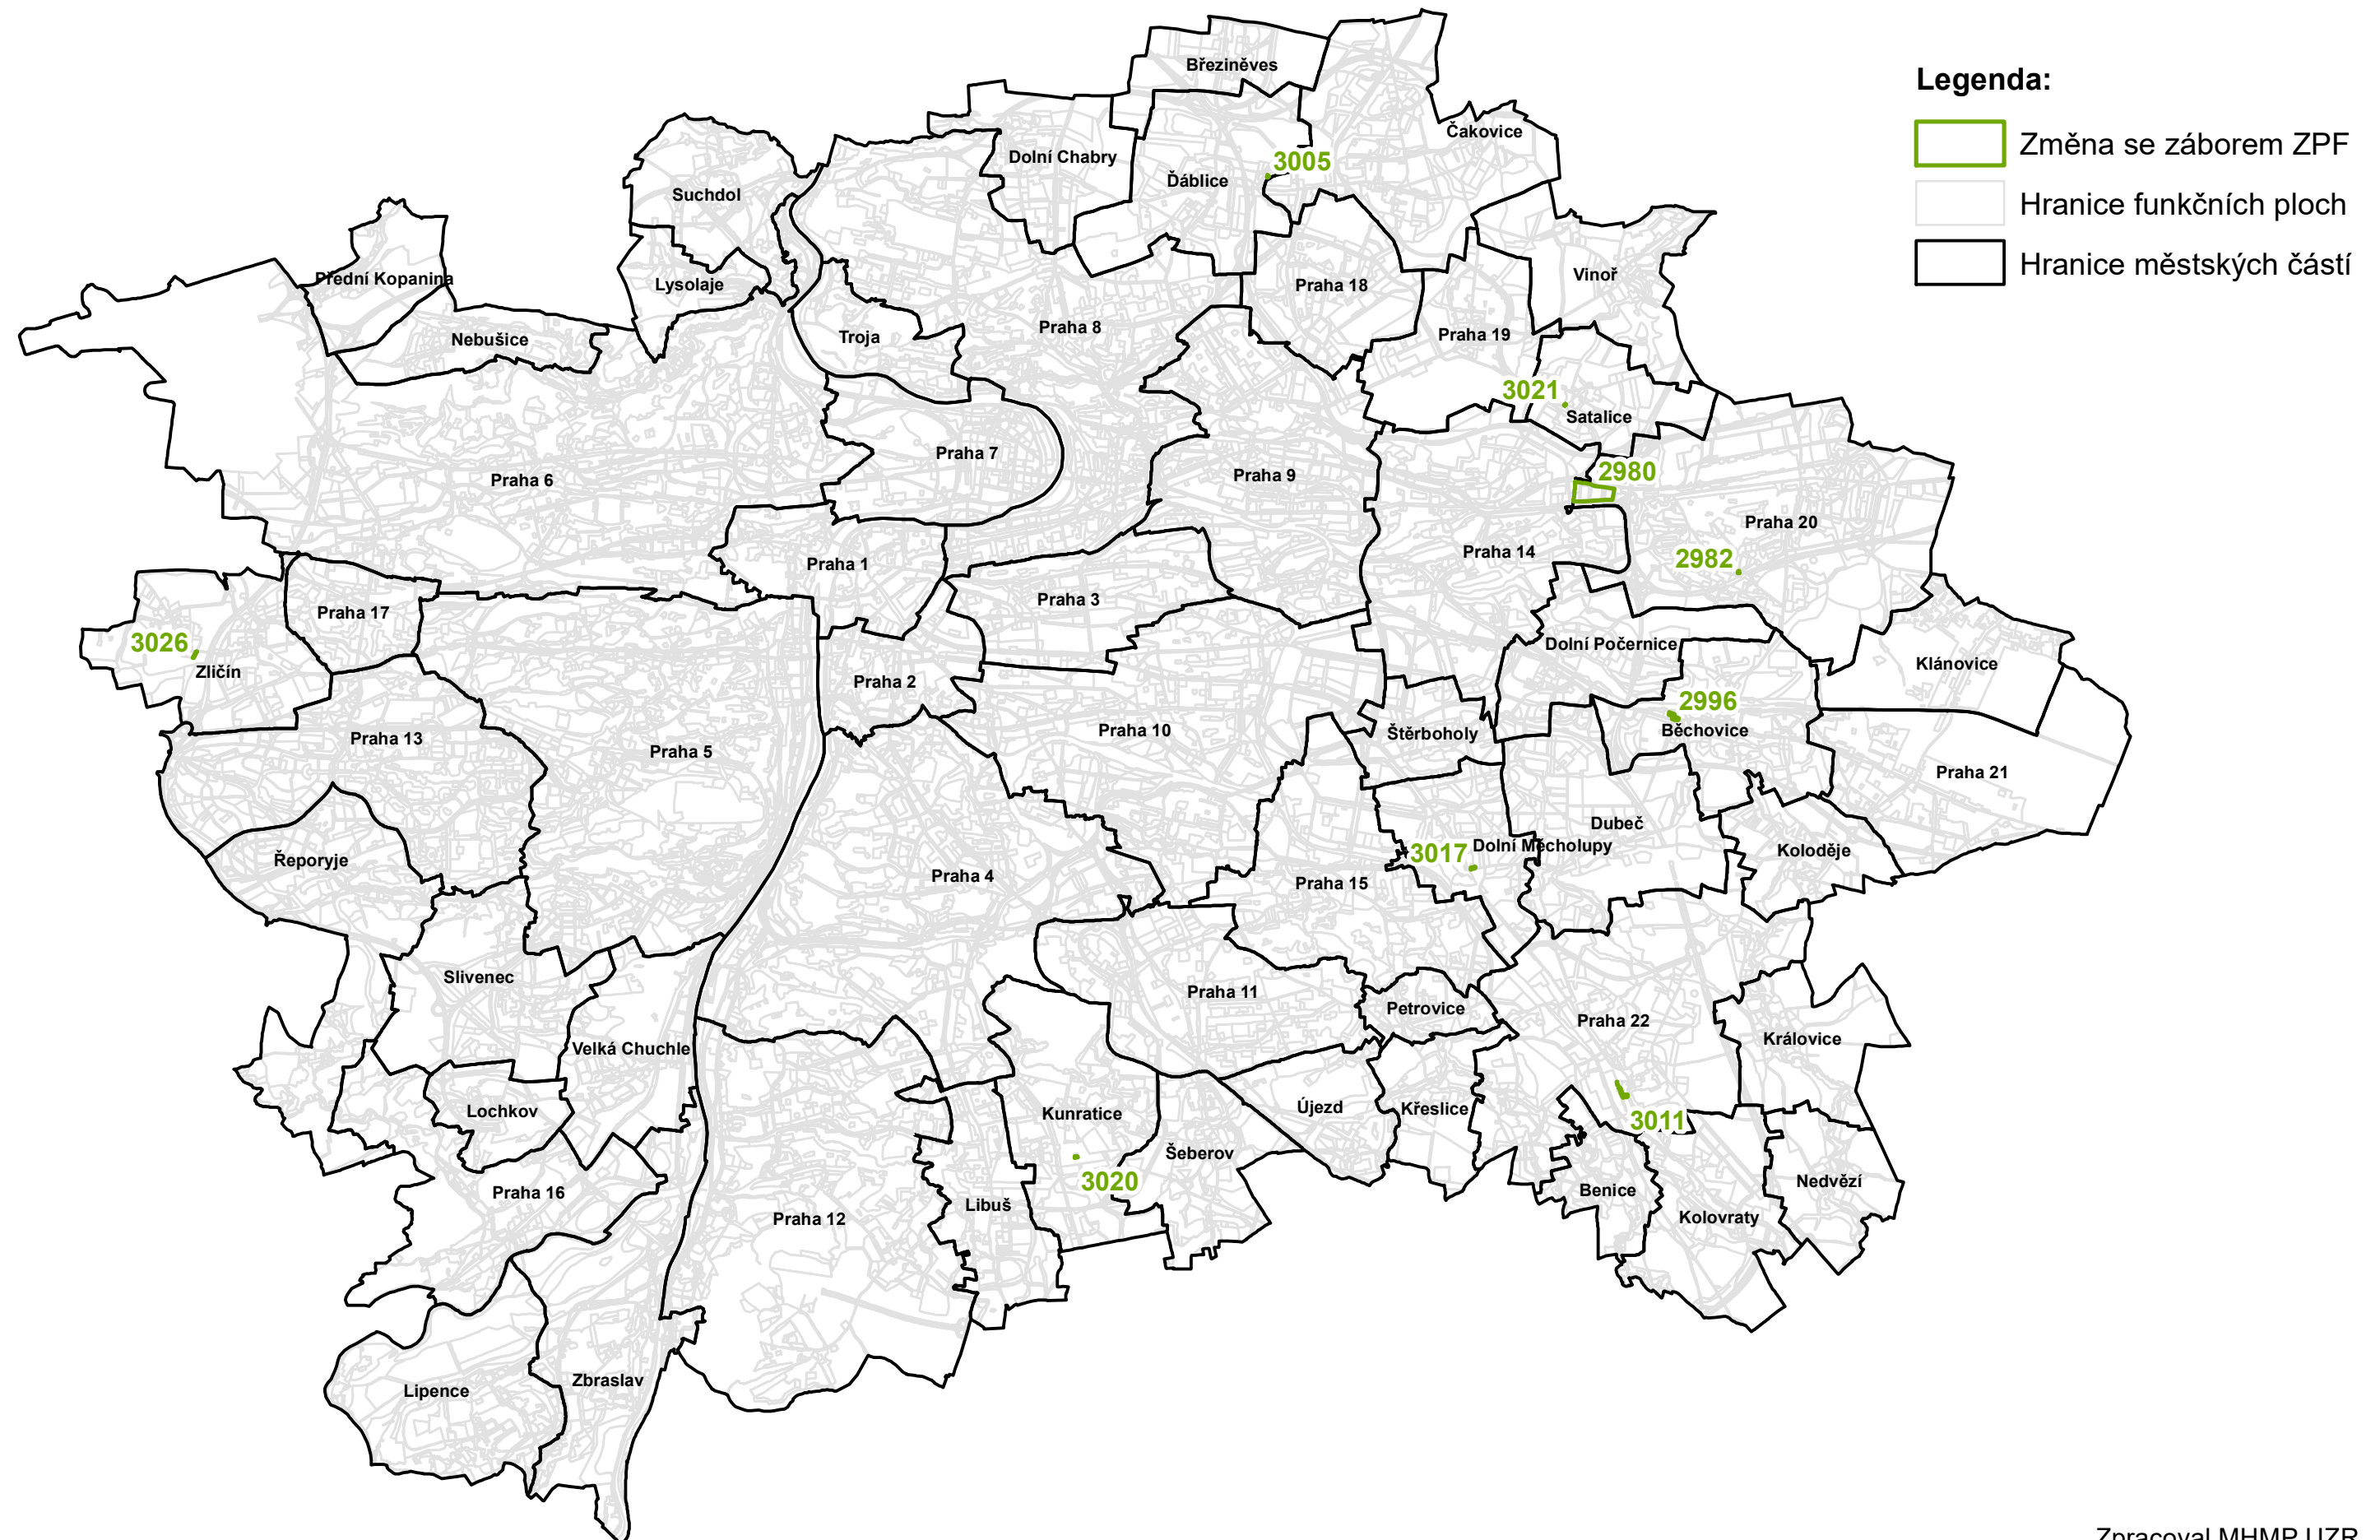 Legenda:
Změna se záborem ZPF
Hranice funkčních ploch
Hranice městských částí
Březiněves
Čakovice
Dolní Chabry
3005
Ďáblice
Suchdol
Přední Kopanina
Lysolaje
Praha 18
Vinoř
Nebušice
Troja
Praha 8
Praha 19
3021
Satalice
Praha 7
Praha 9
2980
Praha 6
Praha 20
Praha 14
2982
Praha 1
Praha 3
Praha 17
3026
Zličín
Dolní Počernice
Klánovice
Praha 2
2996
Běchovice
Praha 10
Štěrboholy
Praha 13
Praha 5
Praha 21
Dubeč
Dolní Měcholupy
3017
Koloděje
Řeporyje
Praha 4
Praha 15
Slivenec
Praha 11
Petrovice
Praha 22
Královice
Velká Chuchle
Lochkov
Kunratice
Újezd
Křeslice
3011
Šeberov
3020
Praha 16
Libuš
Praha 12
Benice
Nedvězí
Kolovraty
Lipence
Zbraslav
Zpracoval MHMP UZR